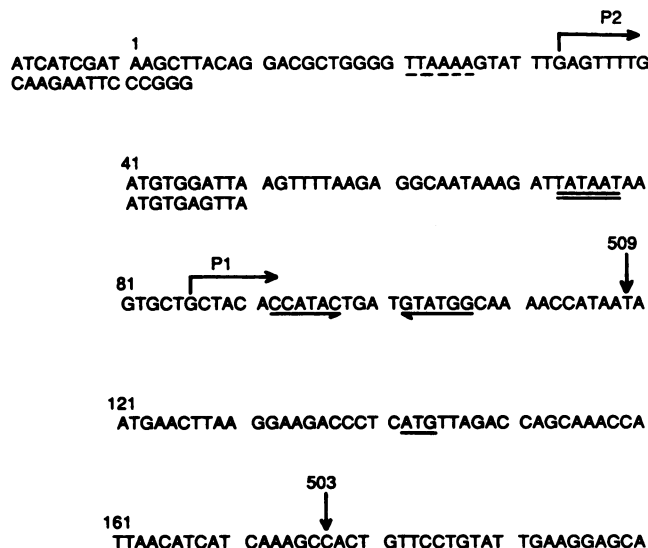 P2
1
ATCATCGAT AAGCTTACAG GACGCTGGGG TTAAAAGTAT TTGAGTTTTG
CAAGAATTC CCGGG
41
ATGTGGATTA AGTTTTAAGA GGCAATAAAG ATTATAATAA
ATGTGAGTTA
509
P1
81
GTGCTGCTAC ACCATACTGA TGTATGGCAA AACCATAATA
121
ATGAACTTAA GGAAGACCCT CATGTTAGAC CAGCAAACCA
503
161
TTAACATCAT CAAAGCCACT GTTCCTGTAT TGAAGGAGCA